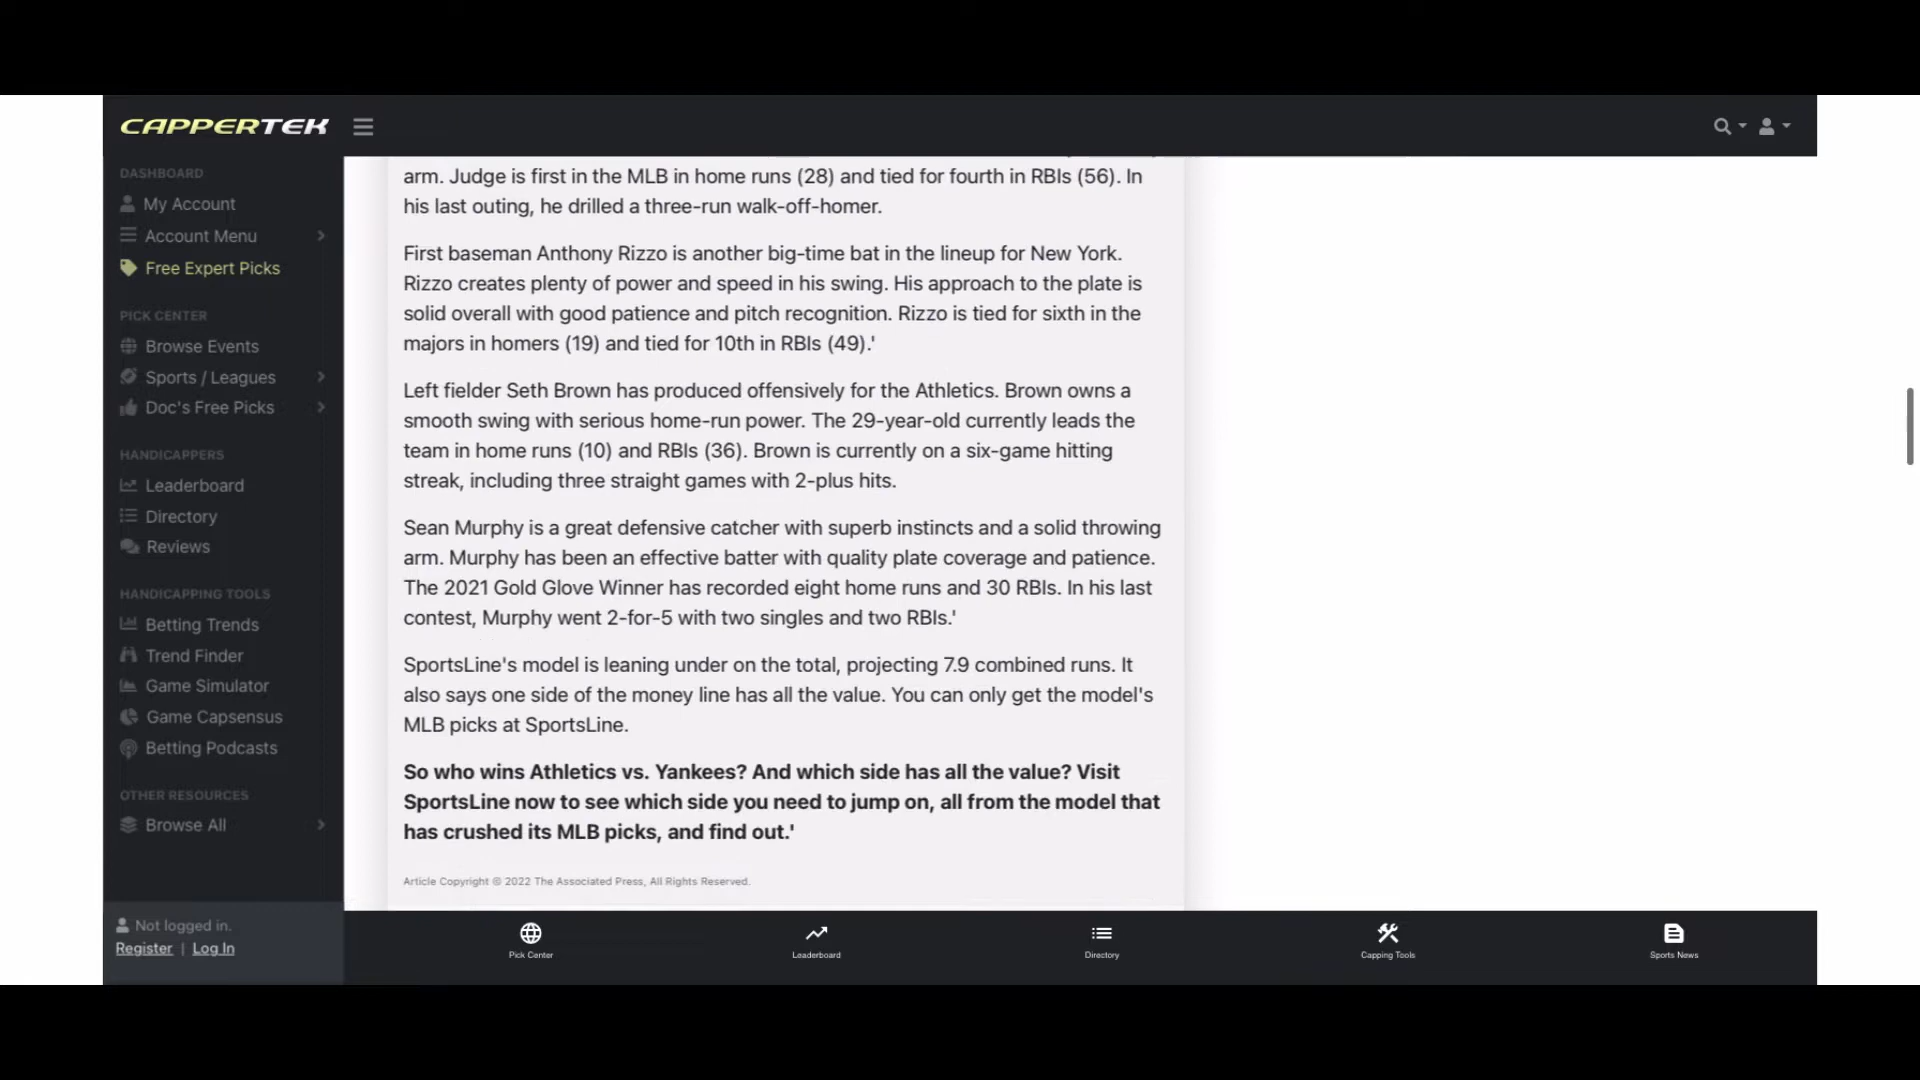 CAPPERTEK
DASHBOARD
My Account
Account Menu
Free Expert Picks
PICK CENTER
Browse Events
Sports / Leagues
Doc's Free Picks
HANDICAPPERS
Leaderboard
Directory
Reviews
HANDICAPPING TOOLS
Betting Trends
Trend Finder
Game Simulator
Game Capsensus
Betting Podcasts
OTHER RESOURCES
Browse All
Not logged in.
Register | Log In
arm. Judge is first in the MLB in home runs (28) and tied for fourth in RBIs (56). In
his last outing, he drilled a three-run walk-off-homer.
First baseman Anthony Rizzo is another big-time bat in the lineup for New York.
Rizzo creates plenty of power and speed in his swing. His approach to the plate is
solid overall with good patience and pitch recognition. Rizzo is tied for sixth in the
majors in homers (19) and tied for 10th in RBIs (49).'
Left fielder Seth Brown has produced offensively for the Athletics. Brown owns a
smooth swing with serious home-run power. The 29-year-old currently leads the
team in home runs (10) and RBIs (36). Brown is currently on a six-game hitting
streak, including three straight games with 2-plus hits.
Sean Murphy is a great defensive catcher with superb instincts and a solid throwing
arm. Murphy has been an effective batter with quality plate coverage and patience.
The 2021 Gold Glove Winner has recorded eight home runs and 30 RBIs. In his last
contest, Murphy went 2-for-5 with two singles and two RBIs.'
SportsLine's model is leaning under on the total, projecting 7.9 combined runs. It
also says one side of the money line has all the value. You can only get the model's
MLB picks at SportsLine.
So who wins Athletics vs. Yankees? And which side has all the value? Visit
SportsLine now to see which side you need to jump on, all from the model that
has crushed its MLB picks, and find out.'
Article Copyright © 2022 The Associated Press, All Rights Reserved.
Pick Center
Leaderboard
Directory
Capping Tools
Sports News